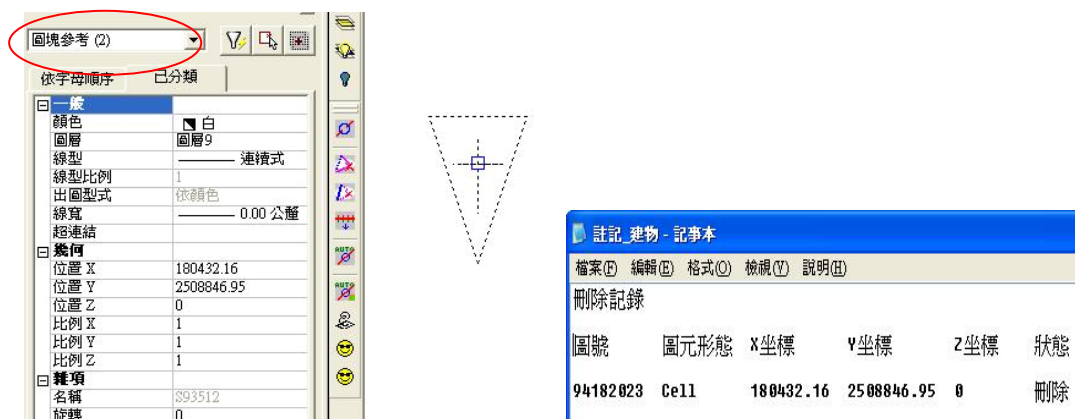 圖塊參考 (2)
依字母順序 已分類
一般
顏色 白
圖層 圖層9
線型 連續式
線型比例 1
出圖型式 依顏色
線寬 0.00 公釐
超連結
幾何
位置 X 180432.16
位置 Y 2508846.95
位置 Z 0
比例 X 1
比例 Y 1
比例 Z 1
雜項
名稱 S93512
旋轉 0
AUTO
AUTO
註記_建物 - 記事本
檔案(F) 編輯(E) 格式(O) 檢視(V) 說明(H)
刪除記錄
圖號 圖元形態 X坐標 Y坐標 Z坐標 狀態
94182023 Cell 180432.16 2508846.95 0 刪除